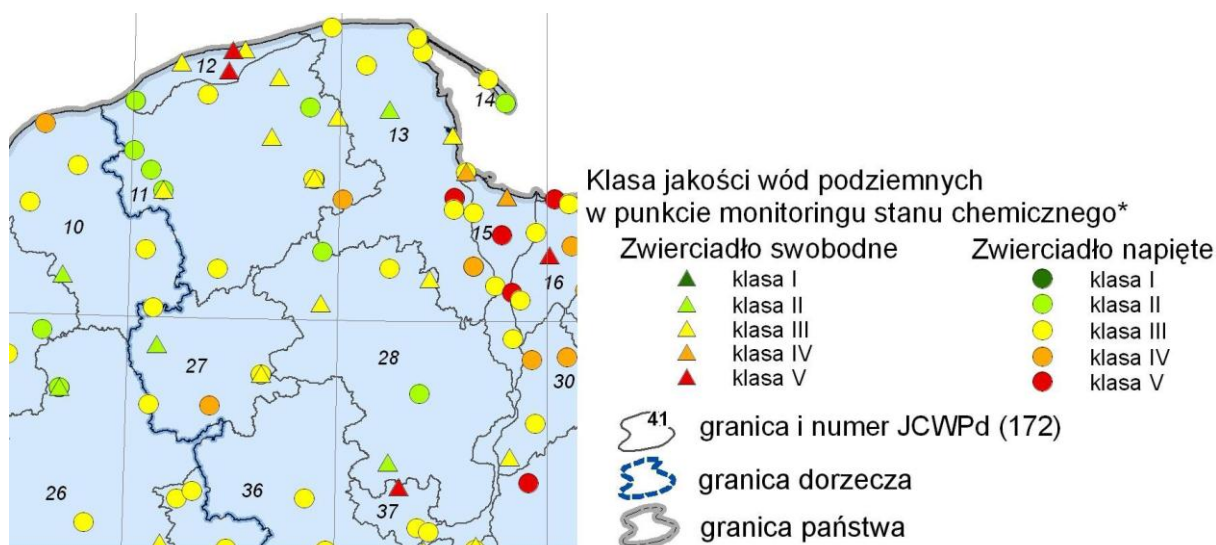 12
14
13
11
10
15
16
27
28
30
26
36
37
Klasa jakości wód podziemnych
w punkcie monitoringu stanu chemicznego*
Zwierciadło swobodne
klasa I
klasa II
klasa III
klasa IV
klasa V
Zwierciadło napięte
klasa I
klasa II
klasa III
klasa IV
klasa V
41 granica i numer JCWPd (172)
granica dorzecza
granica państwa